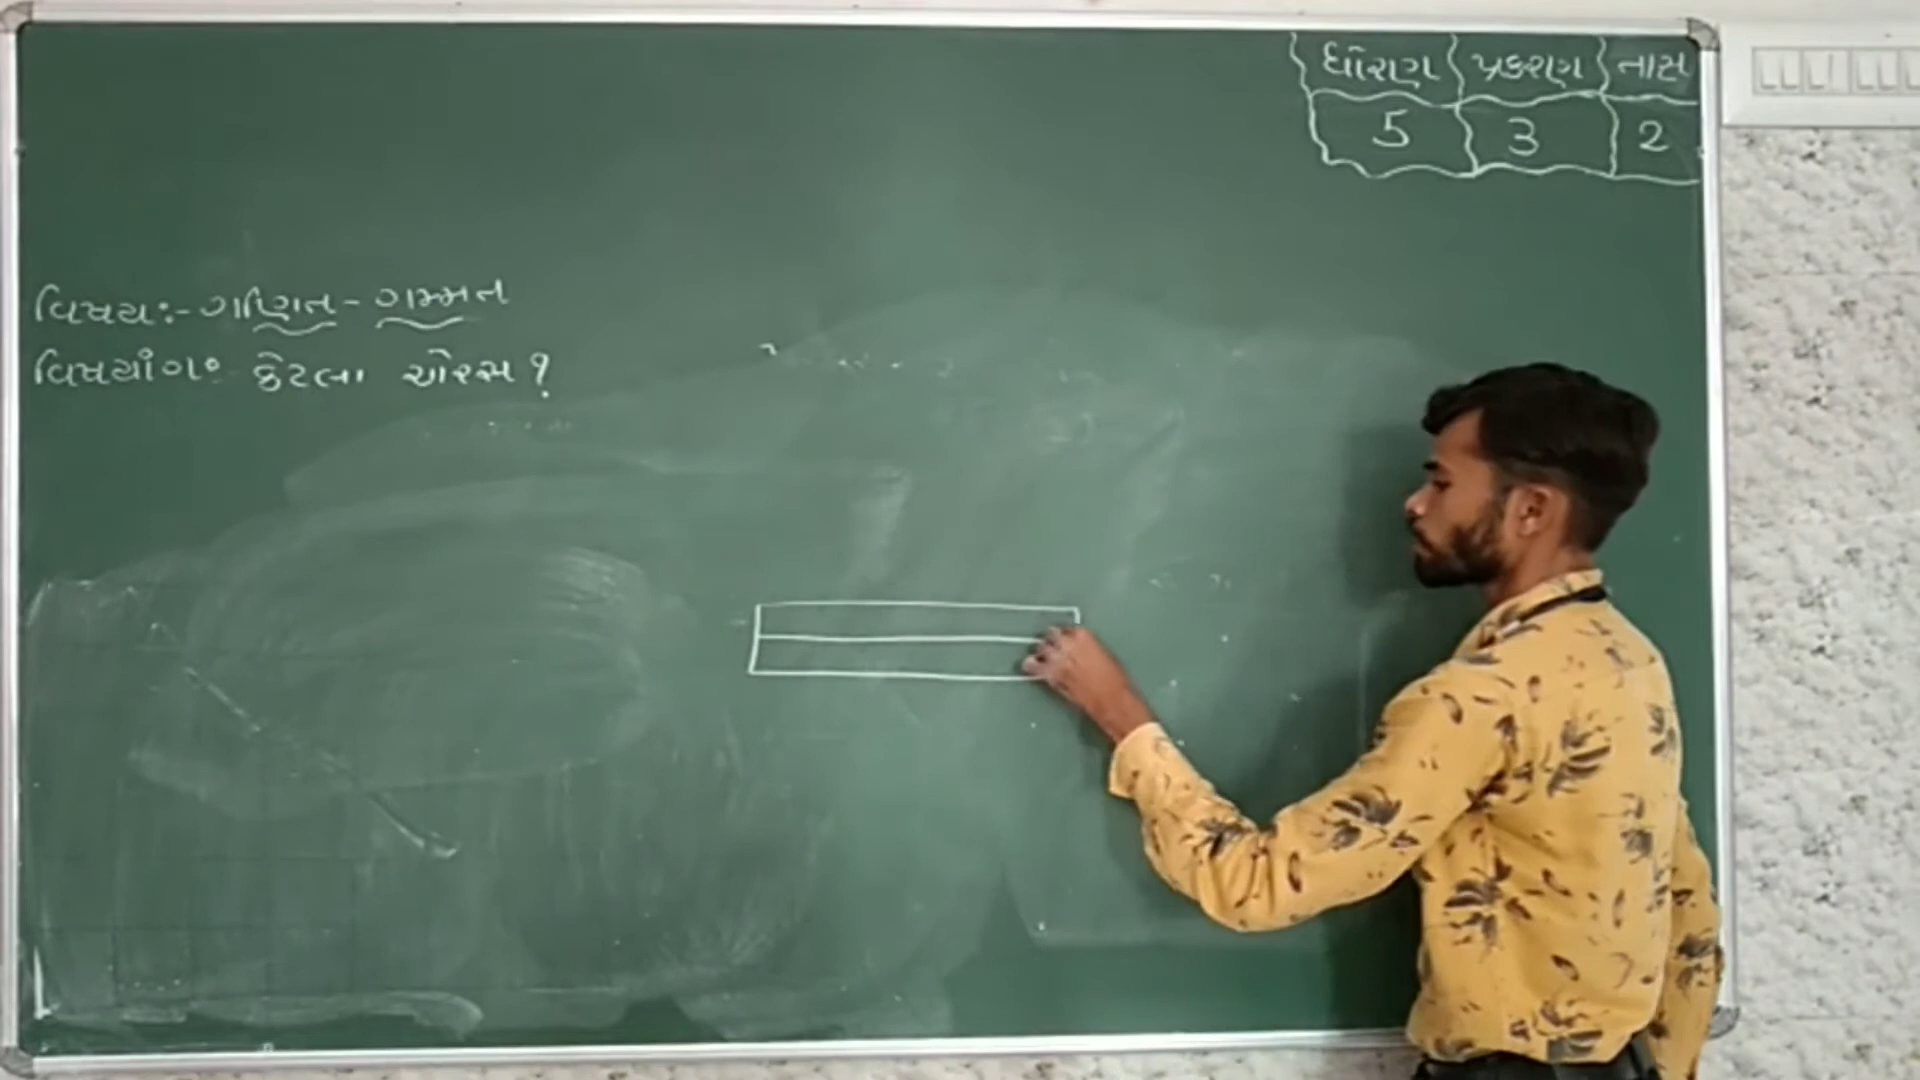 ધોરણ પ્રકરણ તાસ
5 3 2
વિષય:- ગણિત - ગમ્મત
વિષયાંગ: કેટલા ચોરસ ?